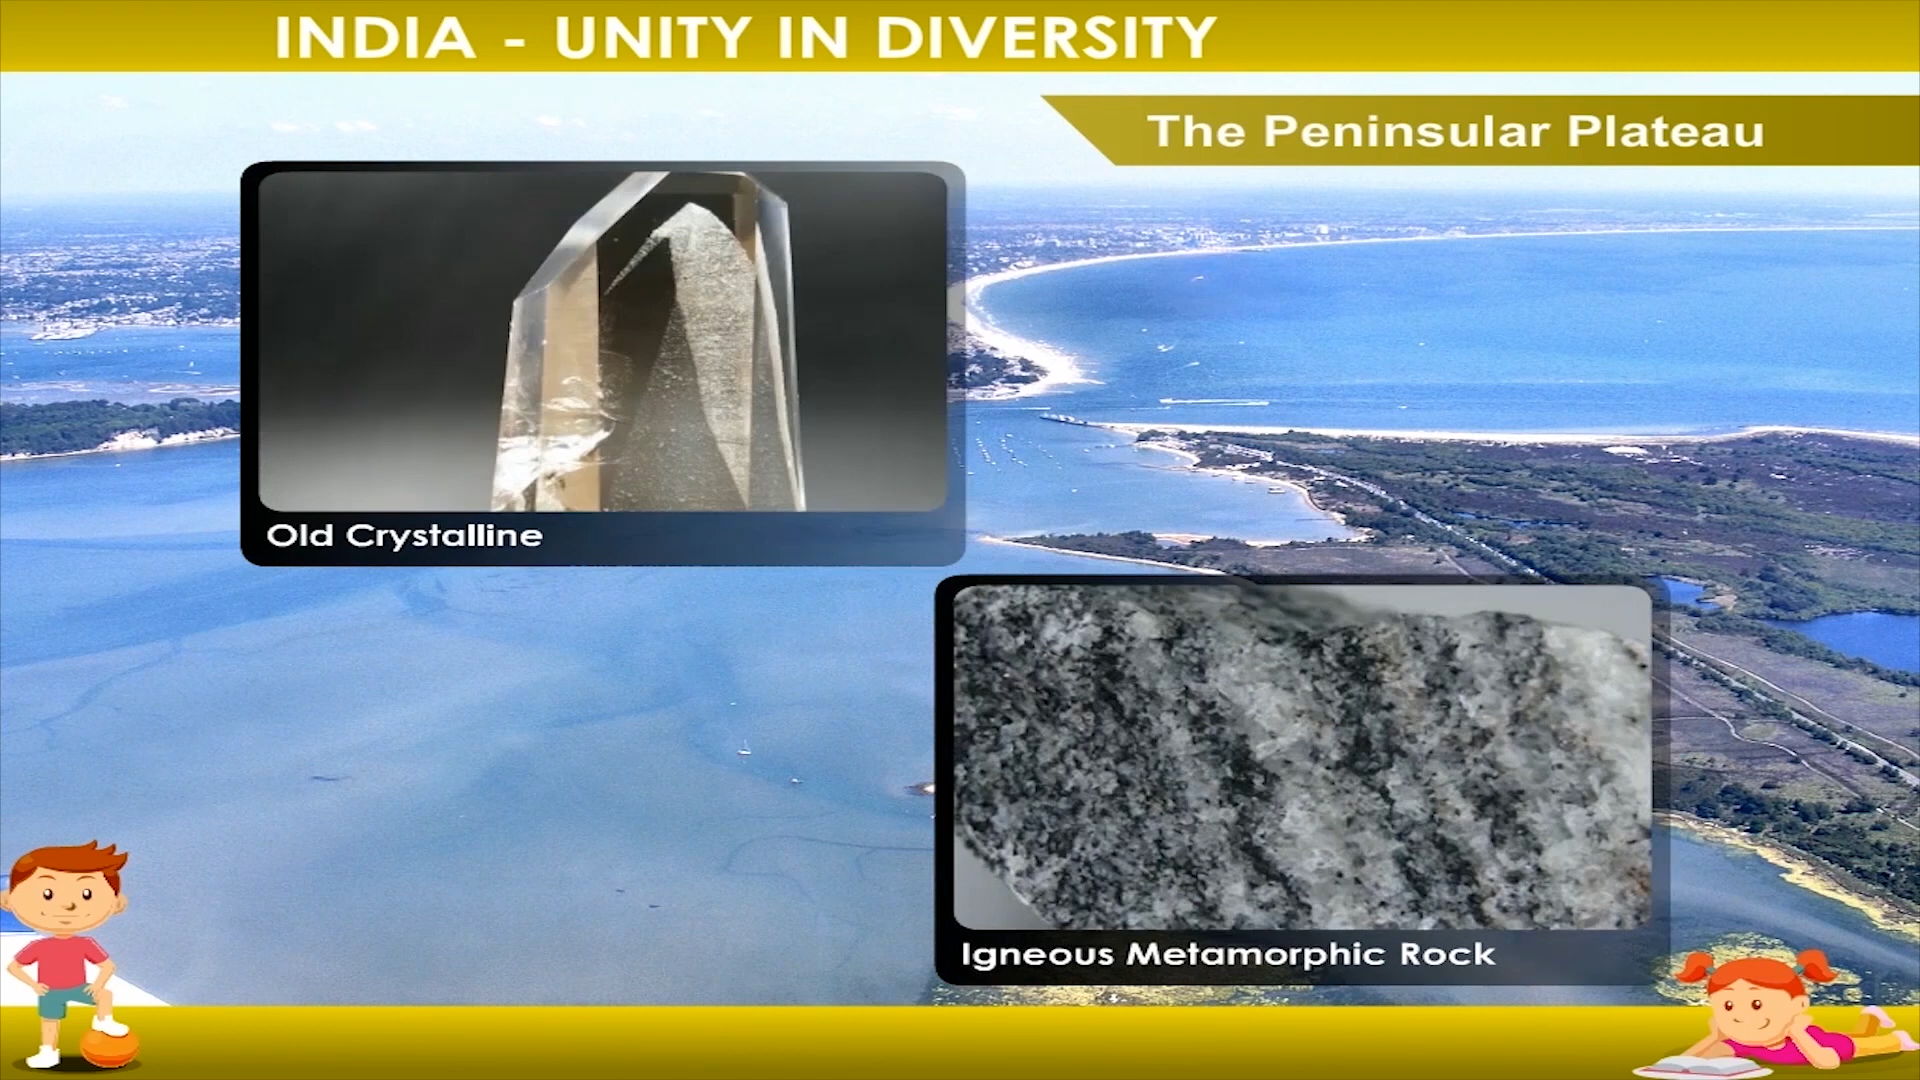 INDIA - UNITY IN DIVERSITY
The Peninsular Plateau
Old Crystalline
Igneous Metamorphic Rock